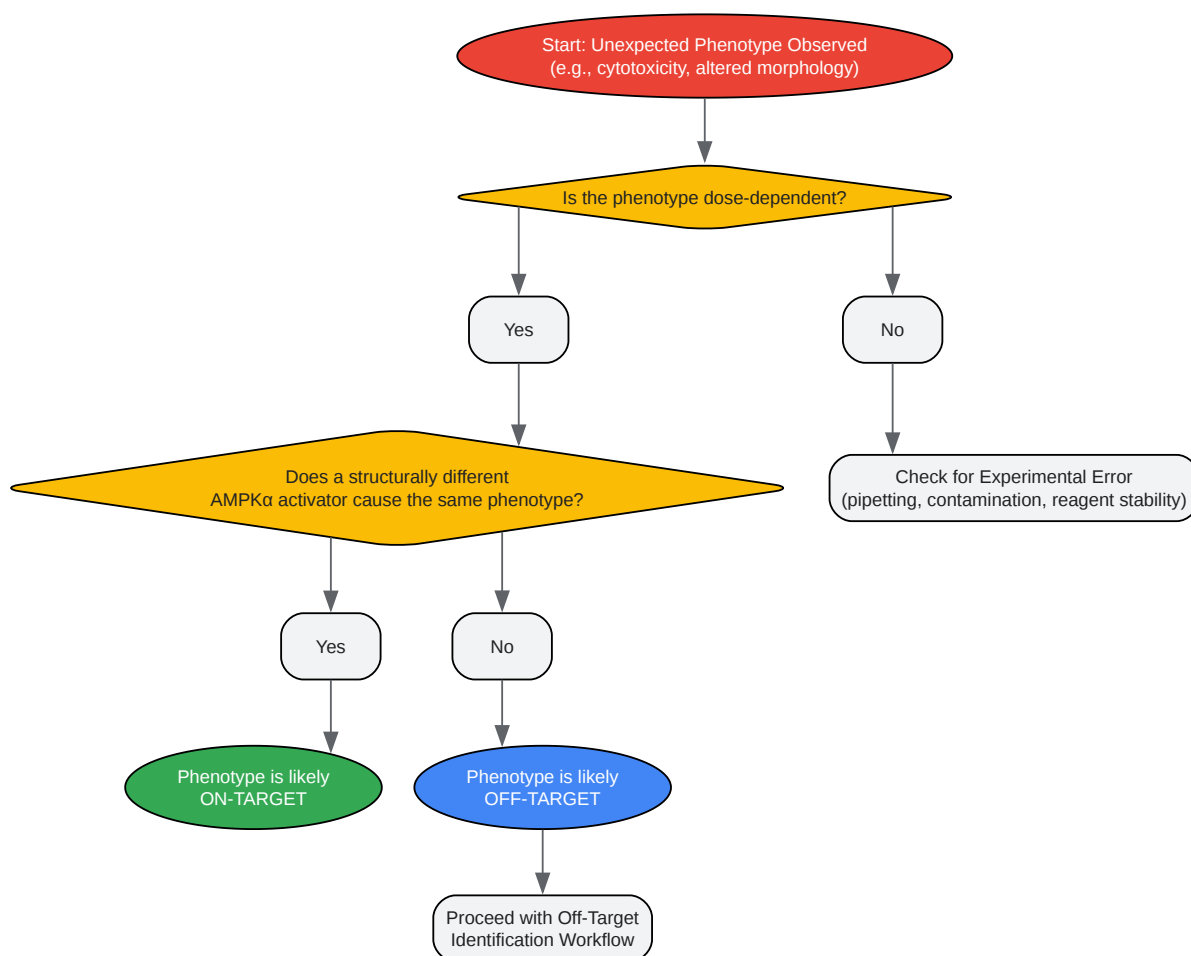 Start: Unexpected Phenotype Observed
(e.g., cytotoxicity, altered morphology)
Is the phenotype dose-dependent?
Yes
No
Does a structurally different
AMPKα activator cause the same phenotype?
Check for Experimental Error
(pipetting, contamination, reagent stability)
Yes
No
Phenotype is likely
ON-TARGET
Phenotype is likely
OFF-TARGET
Proceed with Off-Target
Identification Workflow